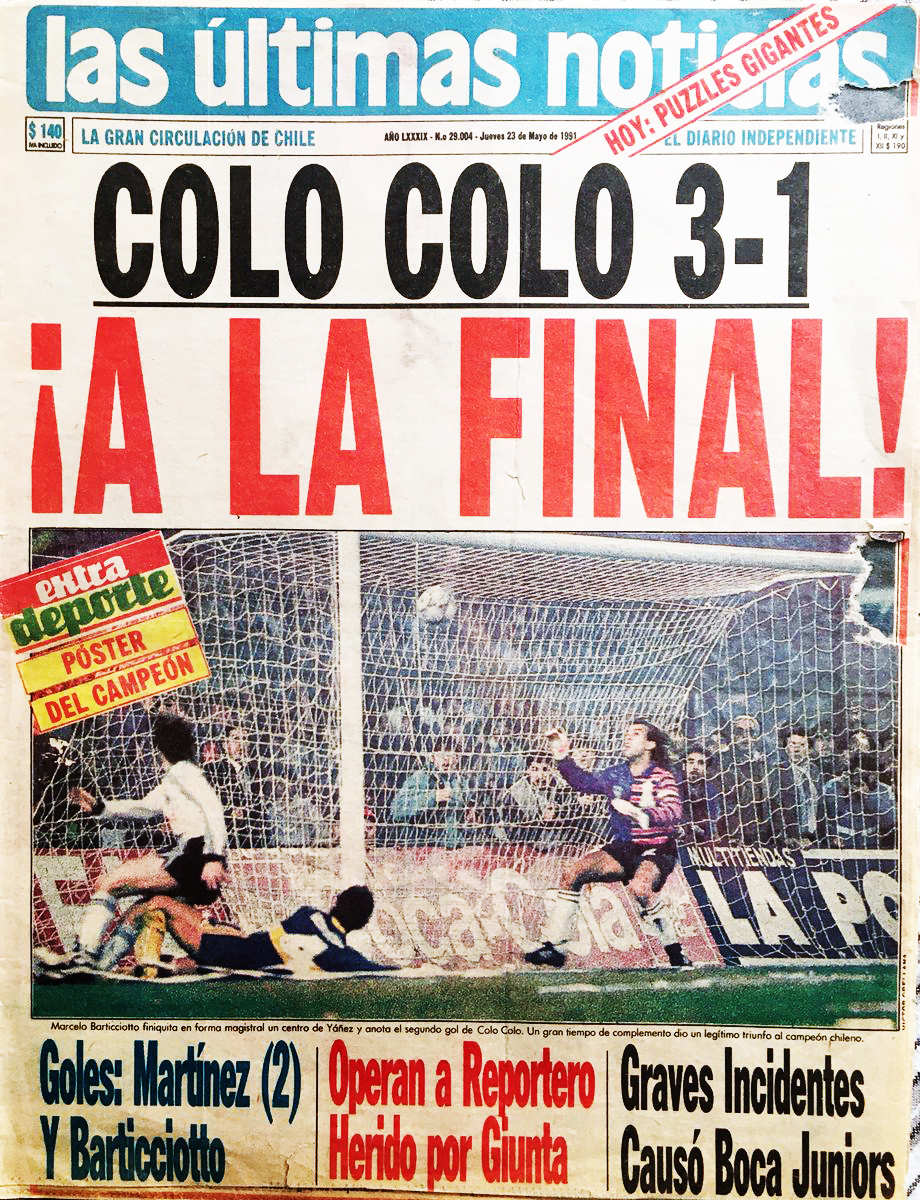 las últimas noticias
HOY: PUZZLES GIGANTES
$ 140
IVA INCLUIDO
LA GRAN CIRCULACIÓN DE CHILE
AÑO LXXXIX - N.o 29.004 - Jueves 23 de Mayo de 1991
EL DIARIO INDEPENDIENTE
Regiones
I, II, XI y
XII $ 190
COLO COLO 3-1
¡A LA FINAL!
extra
deporte
PÓSTER
DEL CAMPEÓN
MULTITIENDAS
LA PO
Coca-Cola
Marcelo Barticciotto finiquita en forma magistral un centro de Yáñez y anota el segundo gol de Colo Colo. Un gran tiempo de complemento dio un legítimo triunfo al campeón chileno.
Goles: Martínez (2)
Y Barticciotto
Operan a Reportero
Herido por Giunta
Graves Incidentes
Causó Boca Juniors